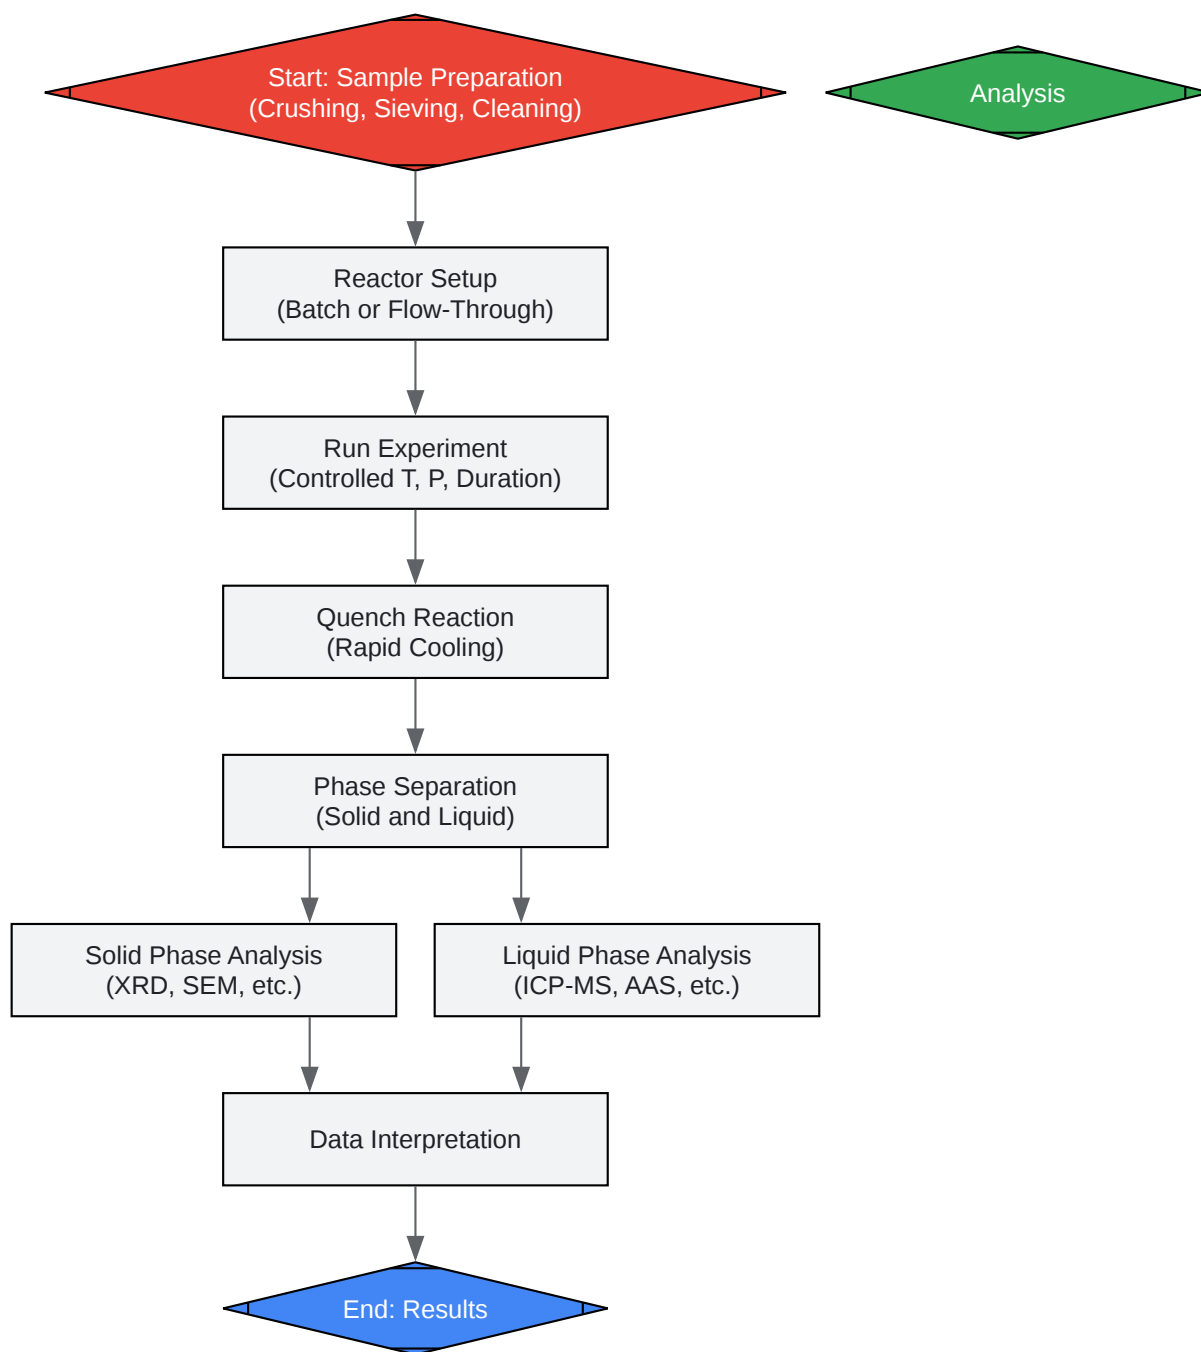 Start: Sample Preparation
(Crushing, Sieving, Cleaning)
Analysis
Reactor Setup
(Batch or Flow-Through)
Run Experiment
(Controlled T, P, Duration)
Quench Reaction
(Rapid Cooling)
Phase Separation
(Solid and Liquid)
Solid Phase Analysis
(XRD, SEM, etc.)
Liquid Phase Analysis
(ICP-MS, AAS, etc.)
Data Interpretation
End: Results